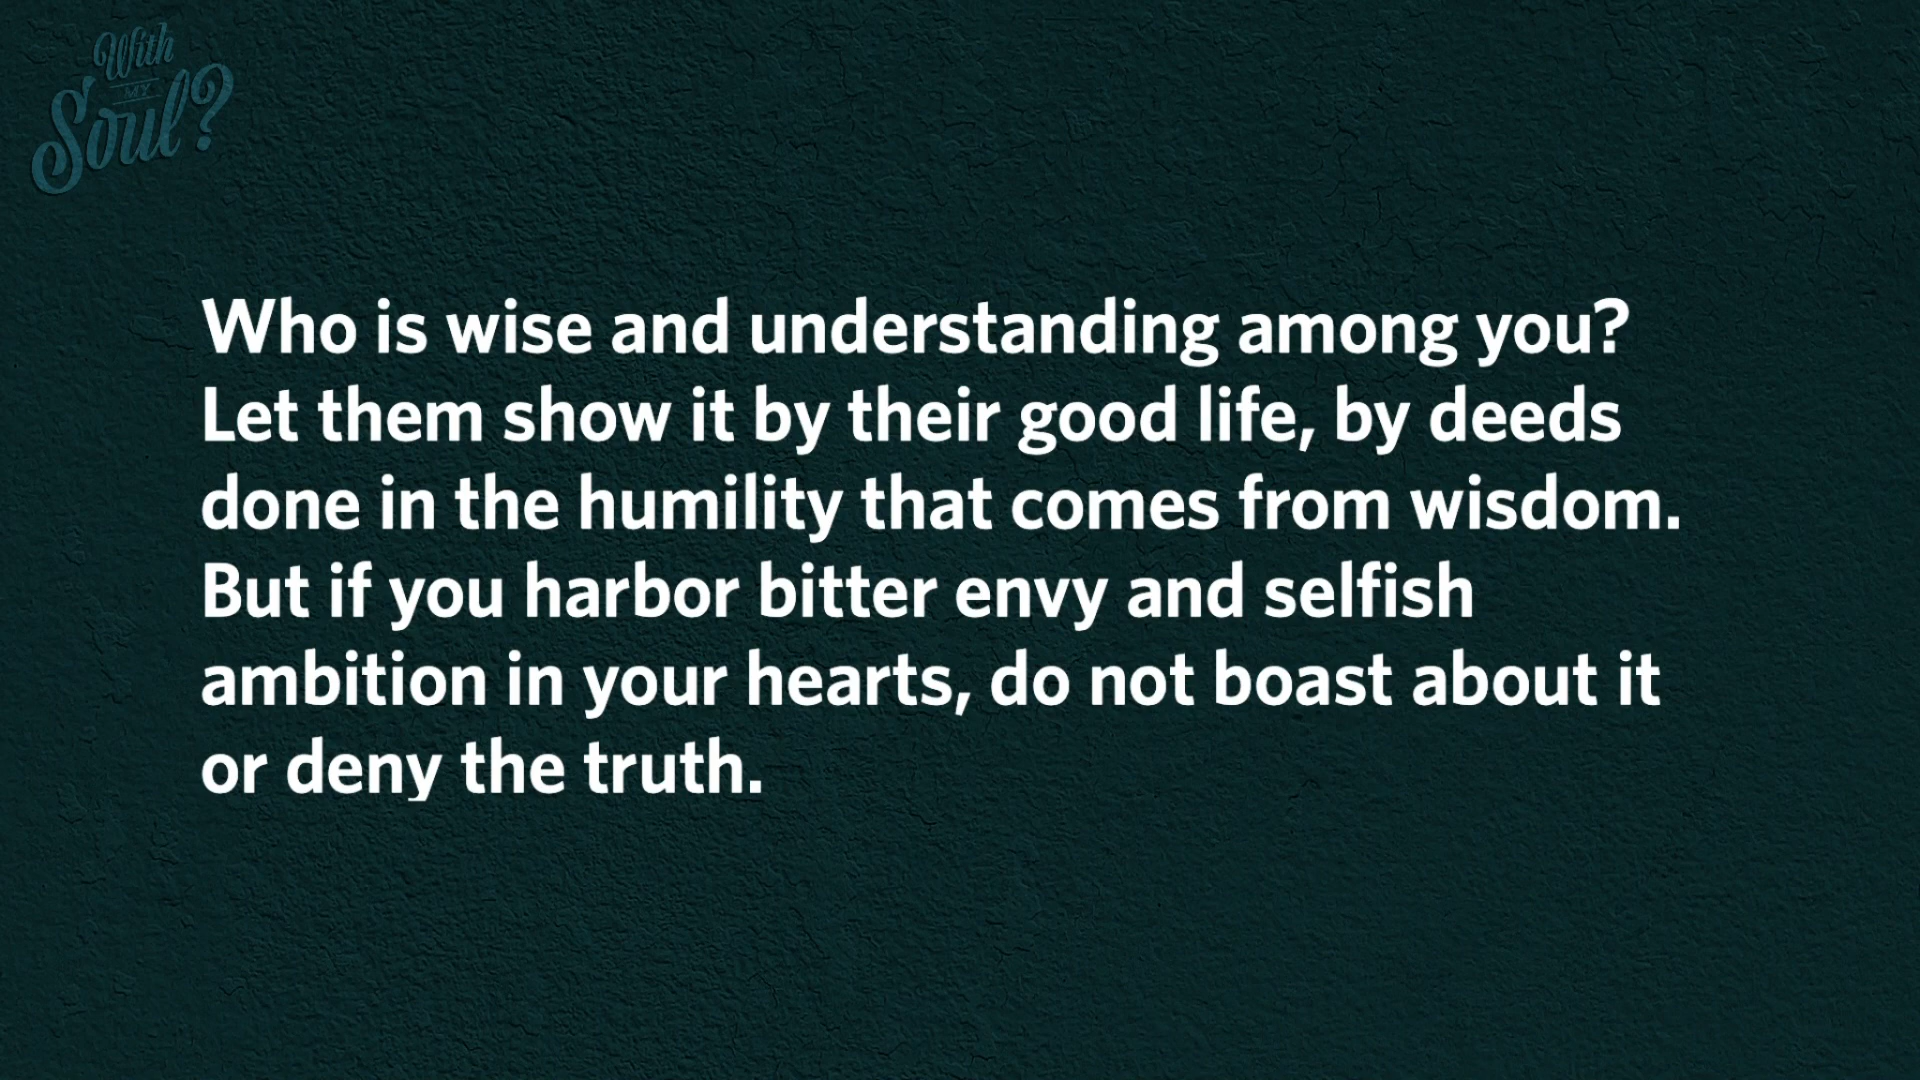 With
MY
Soul?
Who is wise and understanding among you?
Let them show it by their good life, by deeds
done in the humility that comes from wisdom.
But if you harbor bitter envy and selfish
ambition in your hearts, do not boast about it
or deny the truth.